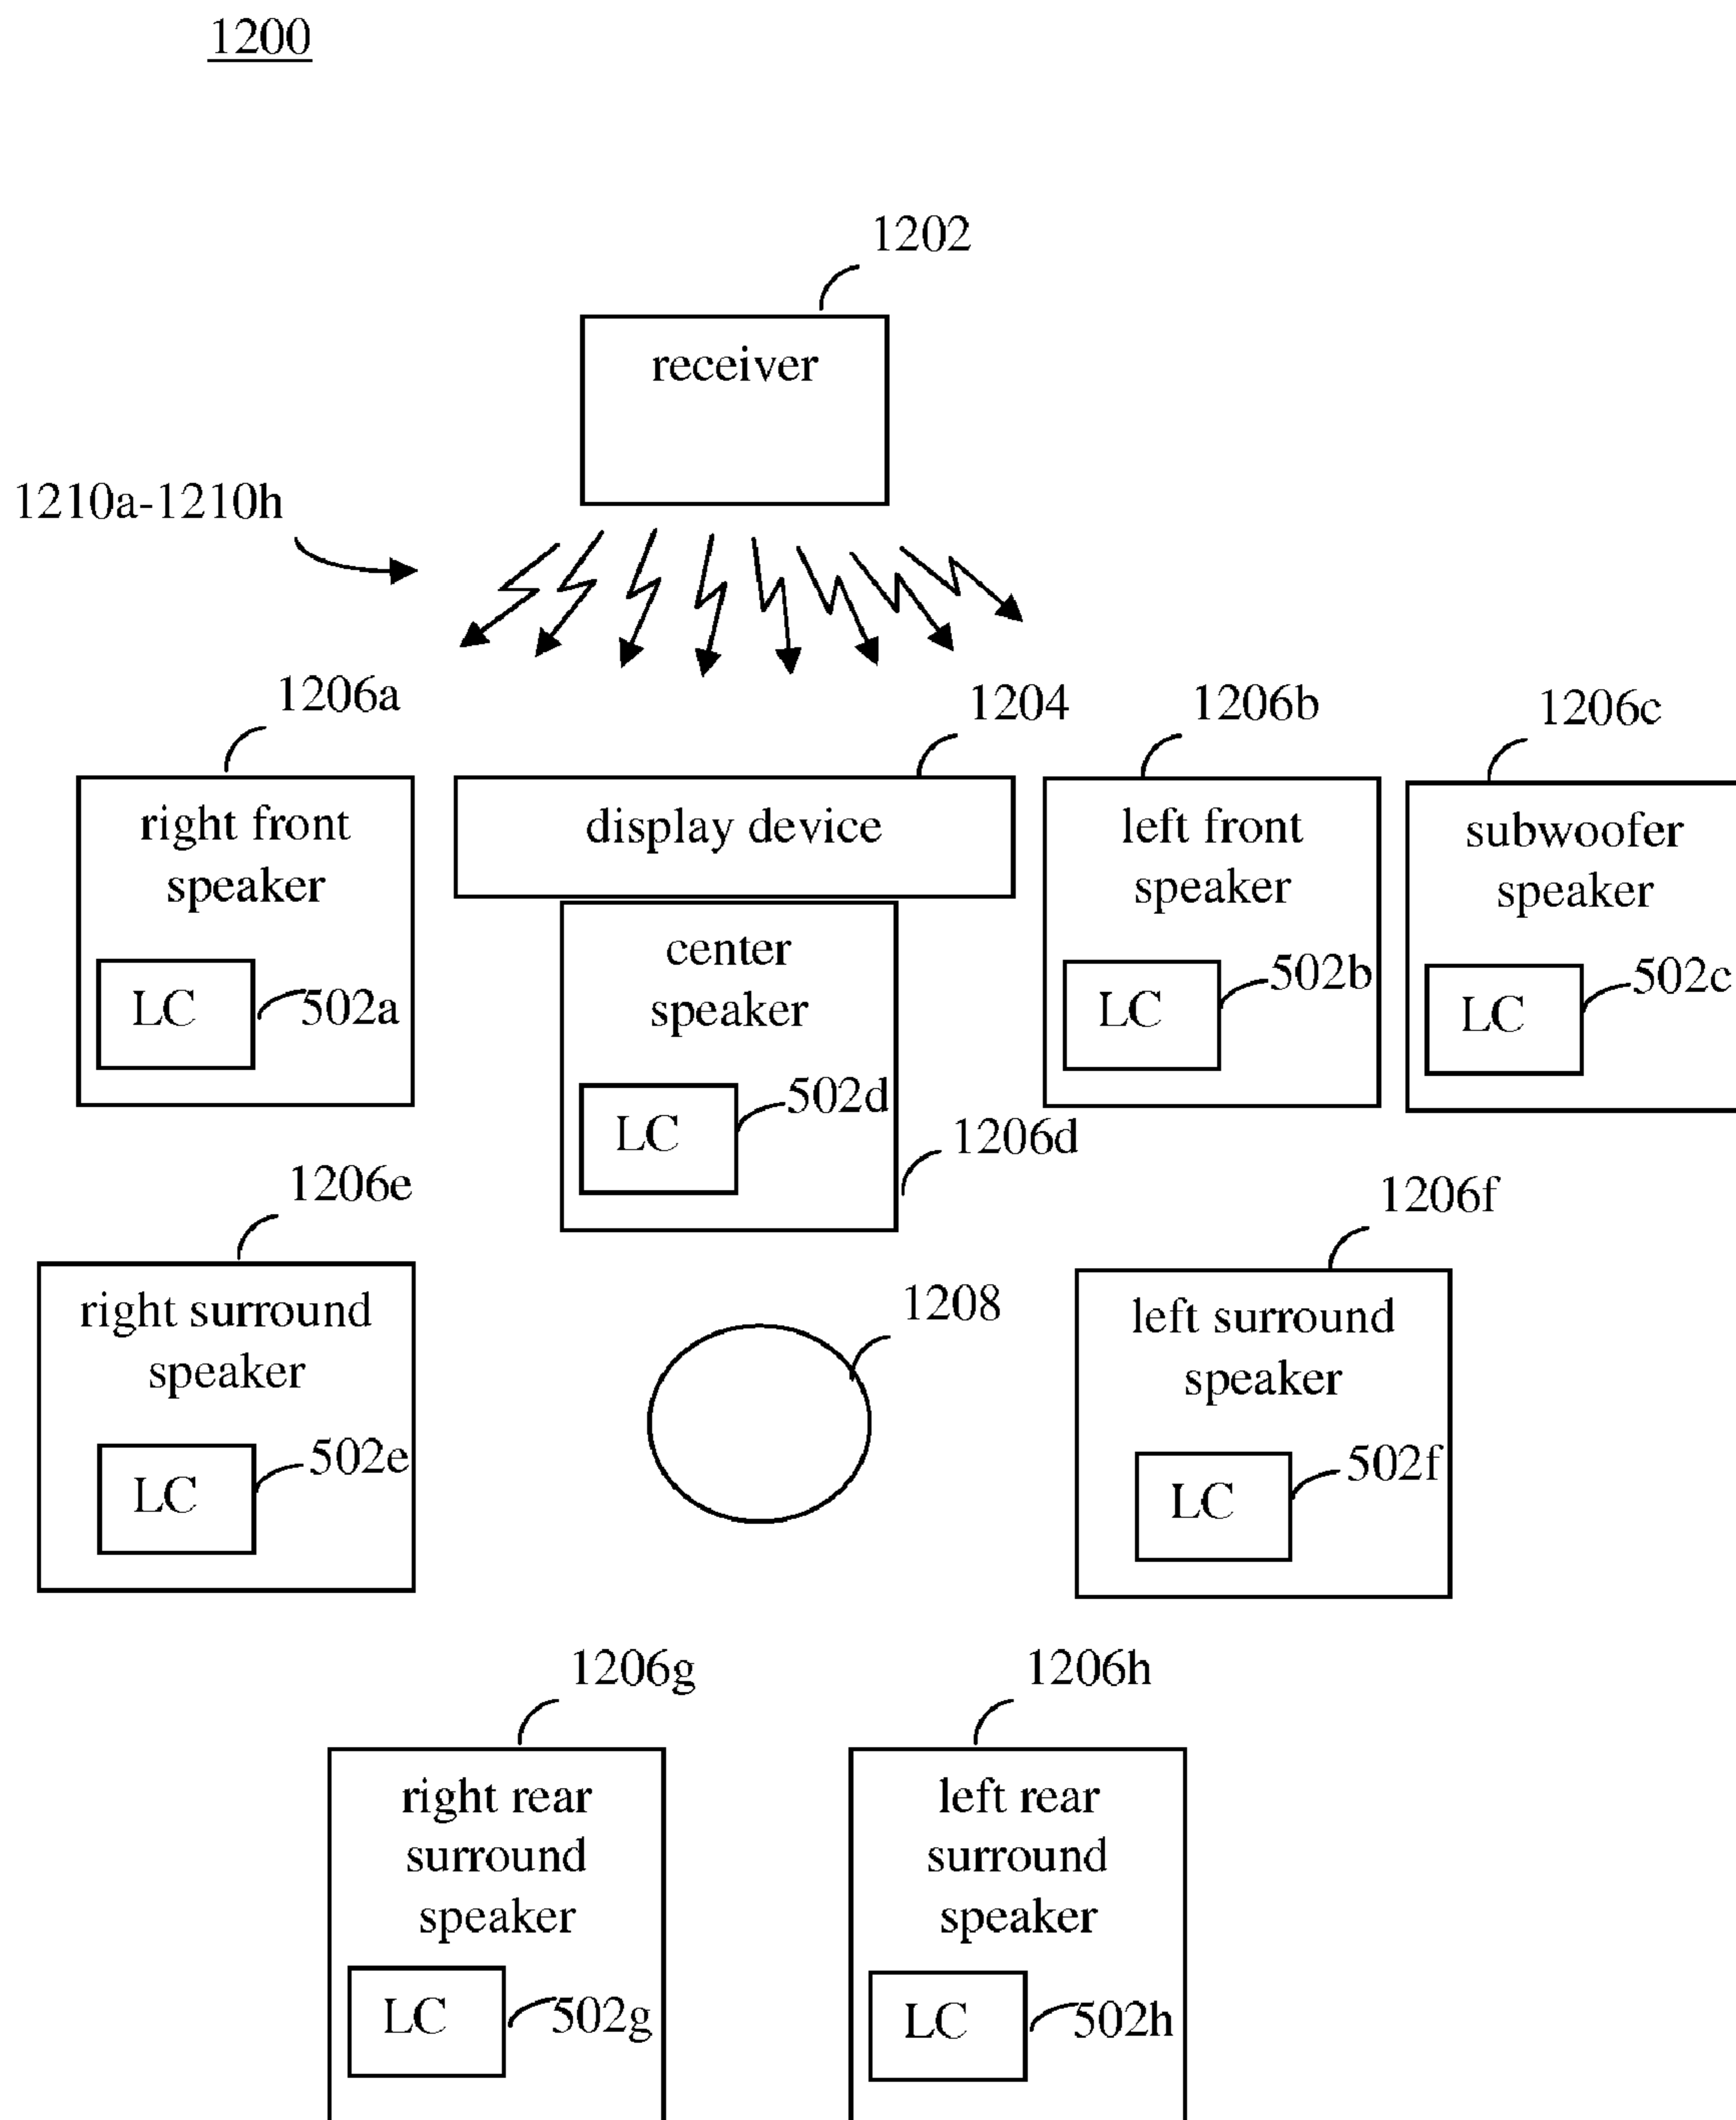 1200
1202
receiver
1210a-1210h
1206a
1204
1206b
1206c
right front
speaker
LC
502a
display device
left front
speaker
LC
502b
subwoofer
speaker
LC
502c
center
speaker
LC
502d
1206d
1206e
1206f
right surround
speaker
LC
502e
1208
left surround
speaker
LC
502f
1206g
1206h
right rear
surround
speaker
LC
502g
left rear
surround
speaker
LC
502h